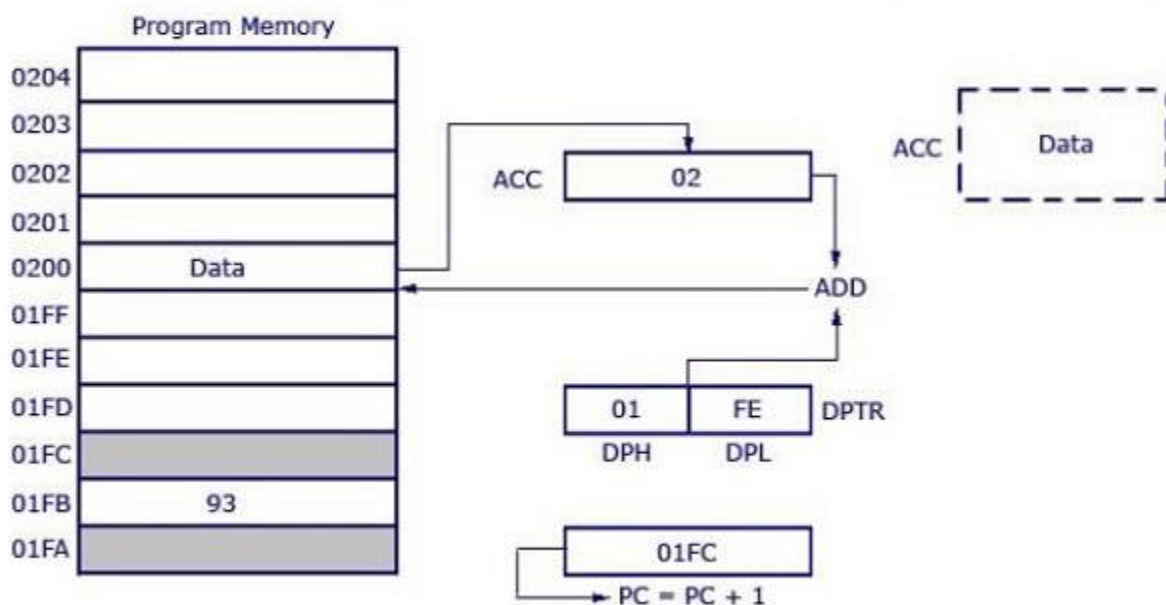 Program Memory
0204
0203
0202
0201
0200 Data
01FF
01FE
01FD
01FC
01FB 93
01FA
ACC 02
ADD
01 FE DPTR
DPH DPL
01FC
PC = PC + 1
ACC Data